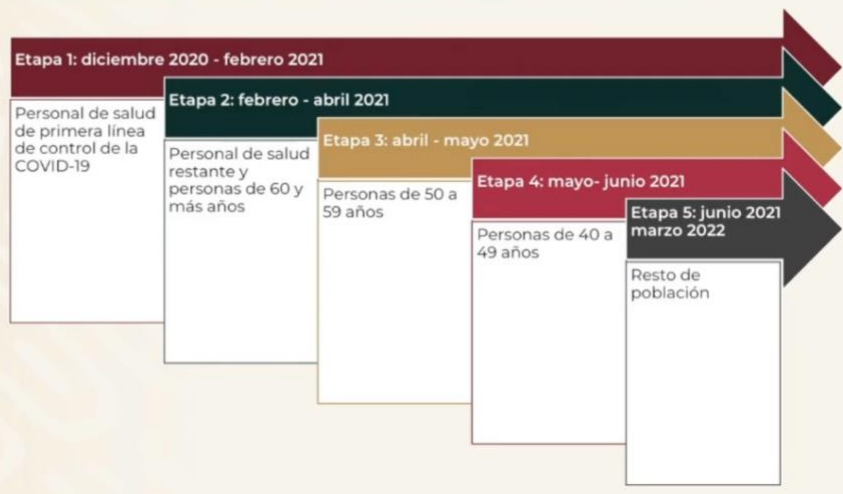 Etapa 1: diciembre 2020 - febrero 2021
Personal de salud
de primera línea
de control de la
COVID-19
Etapa 2: febrero - abril 2021
Personal de salud
restante y
personas de 60 y
más años
Etapa 3: abril - mayo 2021
Personas de 50 a
59 años
Etapa 4: mayo- junio 2021
Personas de 40 a
49 años
Etapa 5: junio 2021
marzo 2022
Resto de
población